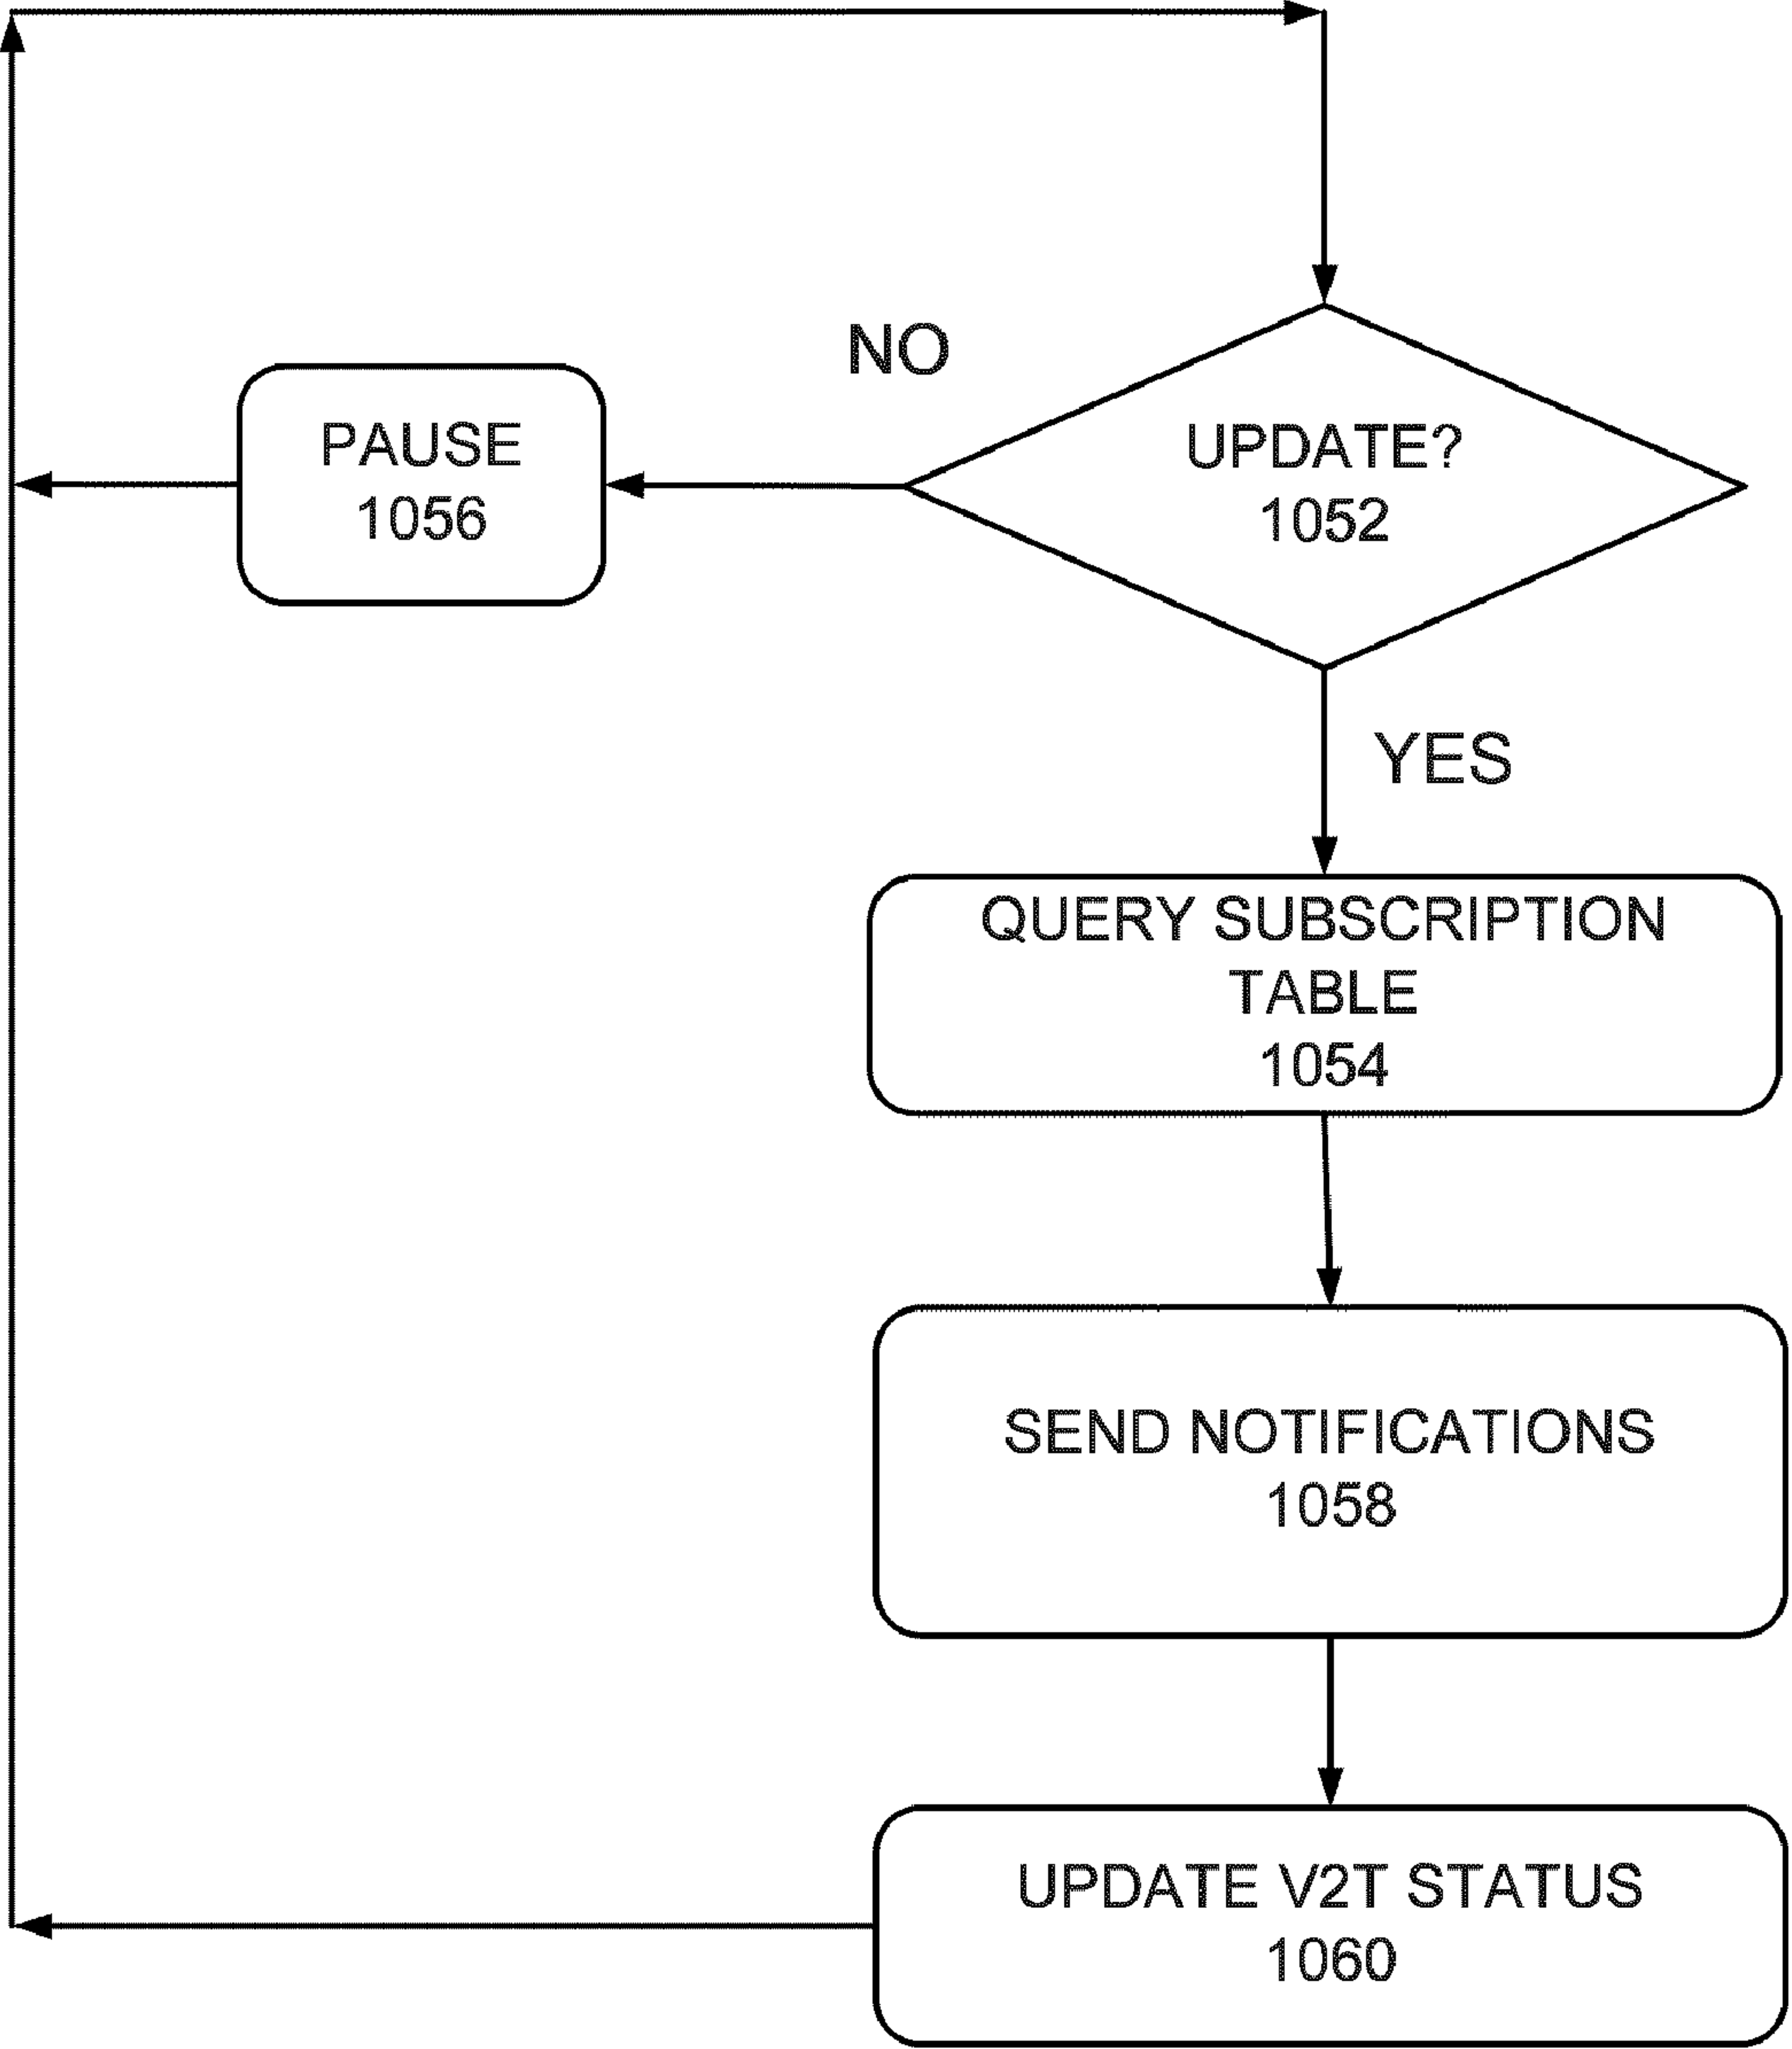 NO
PAUSE
1056
UPDATE?
1052
YES
QUERY SUBSCRIPTION
TABLE
1054
SEND NOTIFICATIONS
1058
UPDATE V2T STATUS
1060